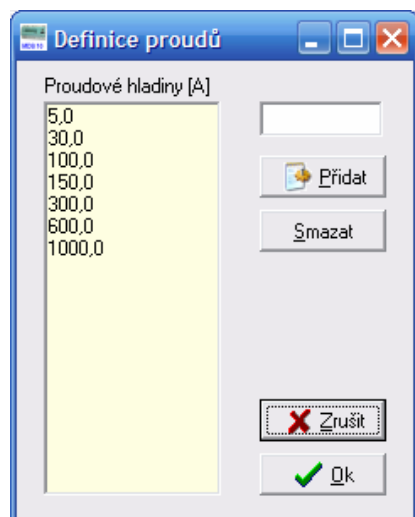 Definice proudů
Proudové hladiny [A]
5,0
30,0
100,0
150,0
300,0
600,0
1000,0
Přidat
Smazat
Zrušit
Ok